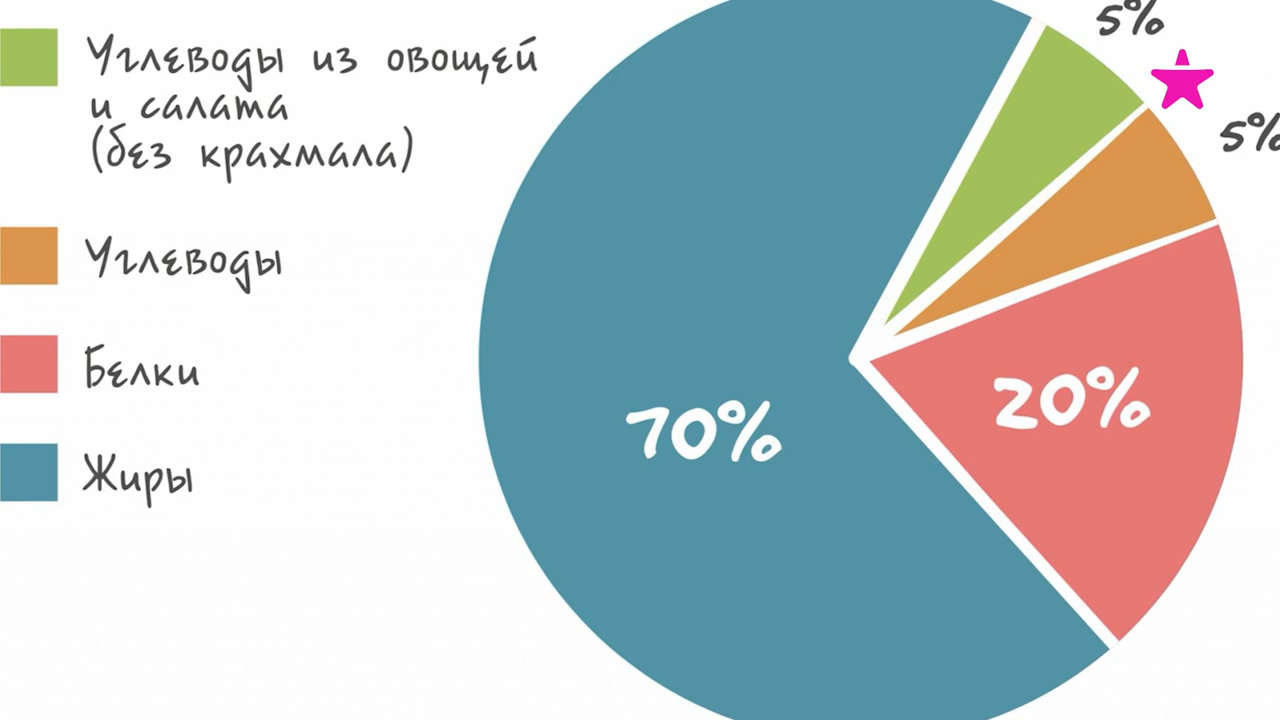 Углеводы из овощей
и салата
(без крахмала)
Углеводы
Белки
Жиры
5%
5%
70%
20%